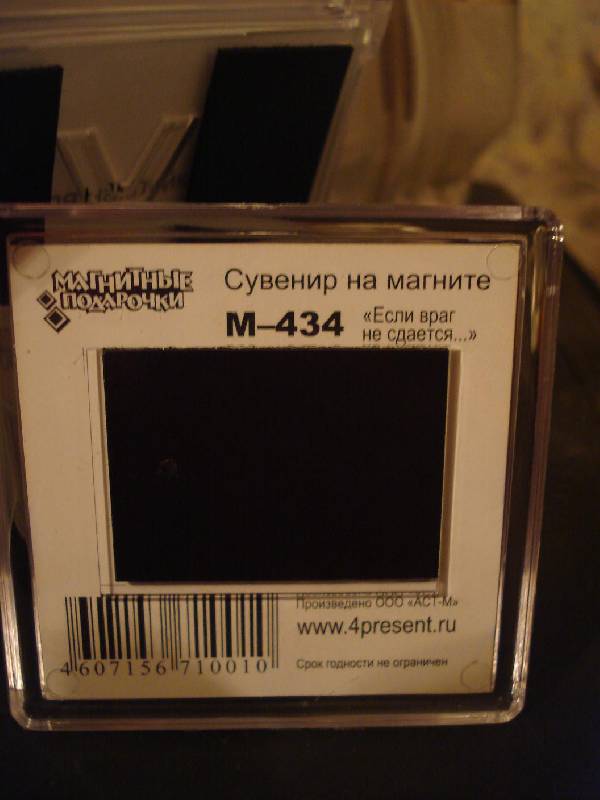 МАГНИТНЫЕ
ПОДАРОЧКИ
Сувенир на магните
М–434
«Если враг
не сдается...»
Произведено ООО «АСТ-М»
www.4present.ru
Срок годности не ограничен
4 607156 710010